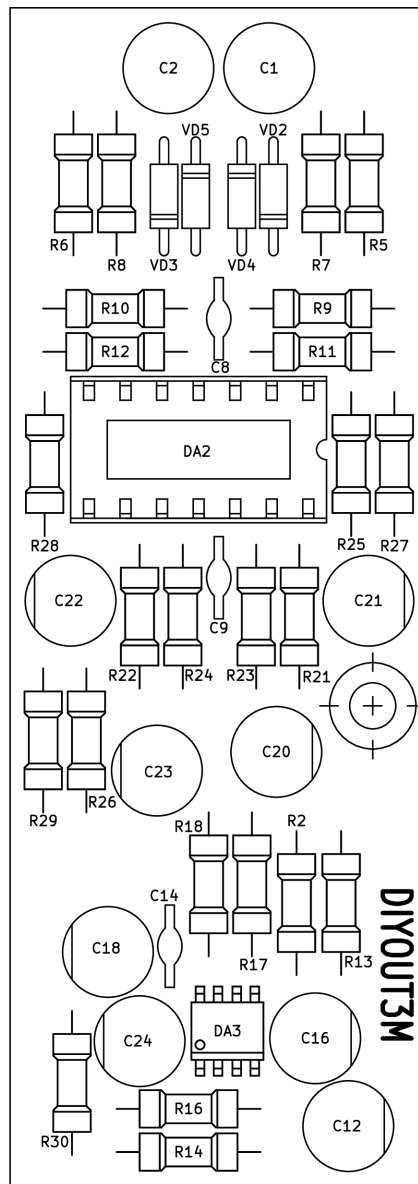 C2
C1
VD5
VD2
R6
R8
VD3
VD4
R7
R5
R10
R9
R12
R11
C8
DA2
R28
R25
R27
C22
C9
C21
R22
R24
R23
R21
C20
C23
R29
R26
R18
R2
C14
C18
R17
R13
DIYOUT3M
C24
DA3
C16
R16
C12
R30
R14